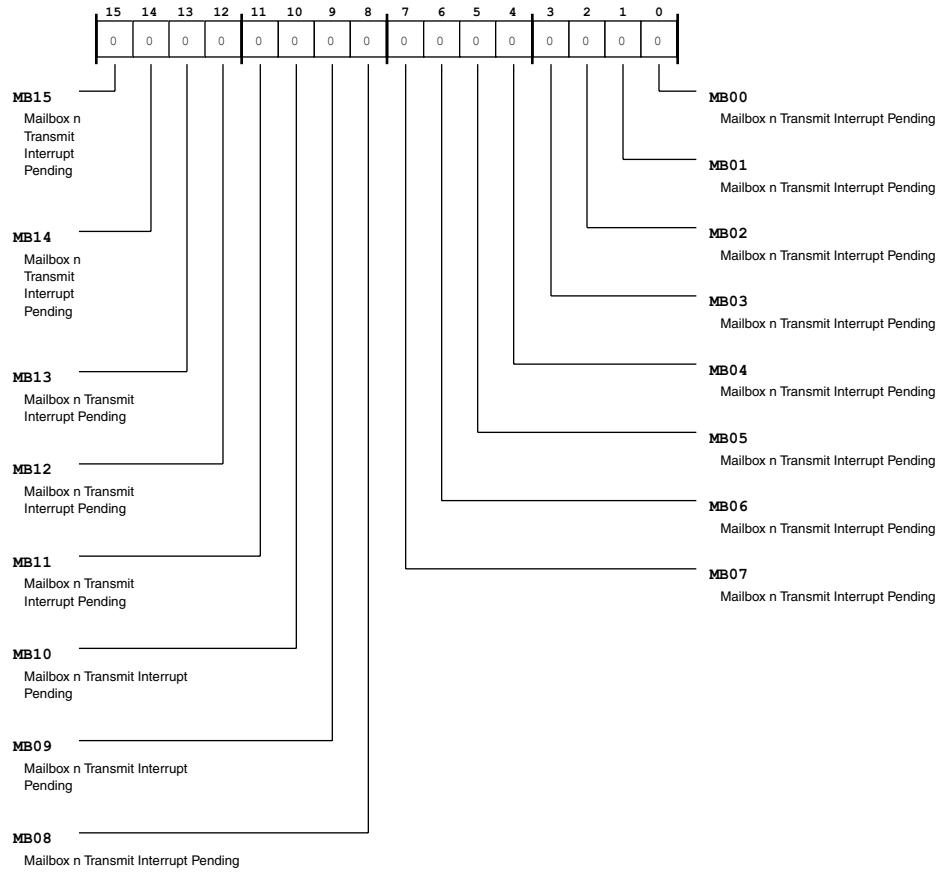 15 14 13 12 11 10 9 8 7 6 5 4 3 2 1 0
0 0 0 0 0 0 0 0 0 0 0 0 0 0 0 0
MB15
Mailbox n
Transmit
Interrupt
Pending
MB14
Mailbox n
Transmit
Interrupt
Pending
MB13
Mailbox n Transmit
Interrupt Pending
MB12
Mailbox n Transmit
Interrupt Pending
MB11
Mailbox n Transmit
Interrupt Pending
MB10
Mailbox n Transmit Interrupt
Pending
MB09
Mailbox n Transmit Interrupt
Pending
MB08
Mailbox n Transmit Interrupt Pending
MB00
Mailbox n Transmit Interrupt Pending
MB01
Mailbox n Transmit Interrupt Pending
MB02
Mailbox n Transmit Interrupt Pending
MB03
Mailbox n Transmit Interrupt Pending
MB04
Mailbox n Transmit Interrupt Pending
MB05
Mailbox n Transmit Interrupt Pending
MB06
Mailbox n Transmit Interrupt Pending
MB07
Mailbox n Transmit Interrupt Pending